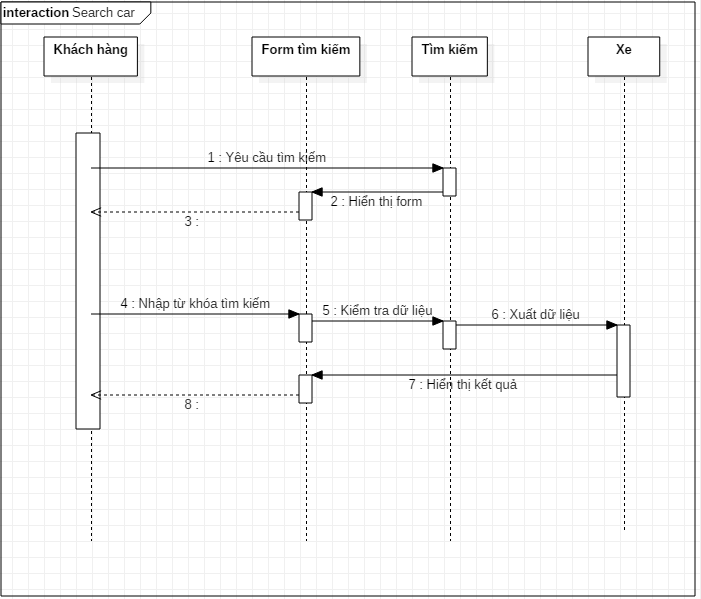 interaction Search car
Khách hàng
Form tìm kiếm
Tìm kiếm
Xe
1 : Yêu cầu tìm kiếm
2 : Hiển thị form
3 :
4 : Nhập từ khóa tìm kiếm
5 : Kiểm tra dữ liệu
6 : Xuất dữ liệu
7 : Hiển thị kết quả
8 :